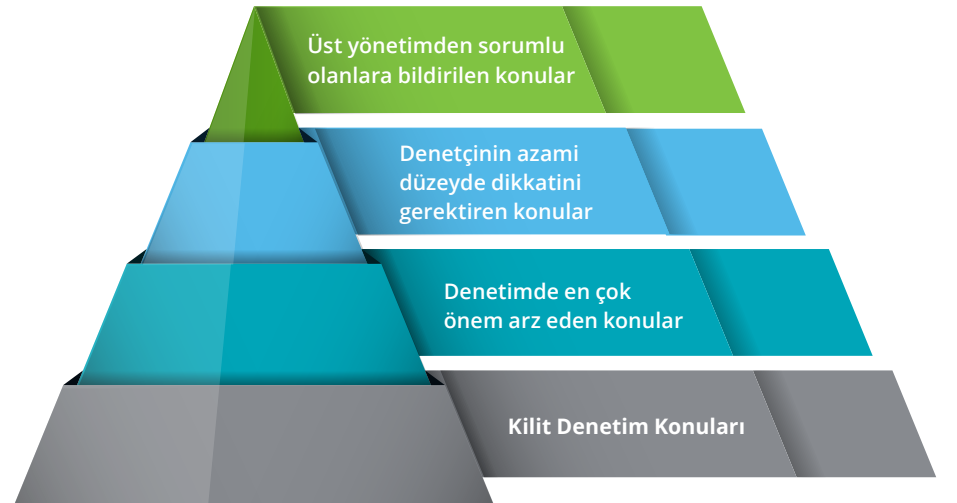 Üst yönetimden sorumlu
olanlara bildirilen konular
Denetçinin azami
düzeyde dikkatini
gerektiren konular
Denetimde en çok
önem arz eden konular
Kilit Denetim Konuları